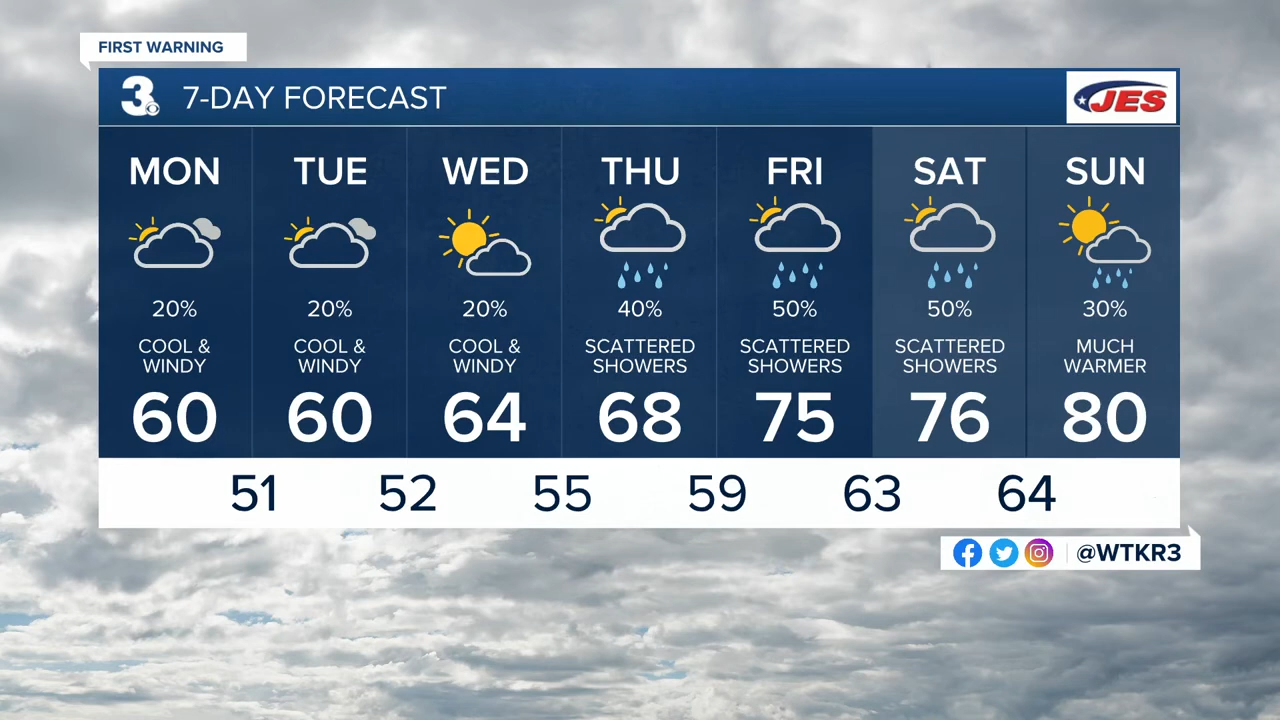 FIRST WARNING
3 7-DAY FORECAST JES
MON TUE WED THU FRI SAT SUN
20% 20% 20% 40% 50% 50% 30%
COOL & COOL & COOL & SCATTERED SCATTERED SCATTERED MUCH
WINDY WINDY WINDY SHOWERS SHOWERS SHOWERS WARMER
60 60 64 68 75 76 80
51 52 55 59 63 64
@WTKR3